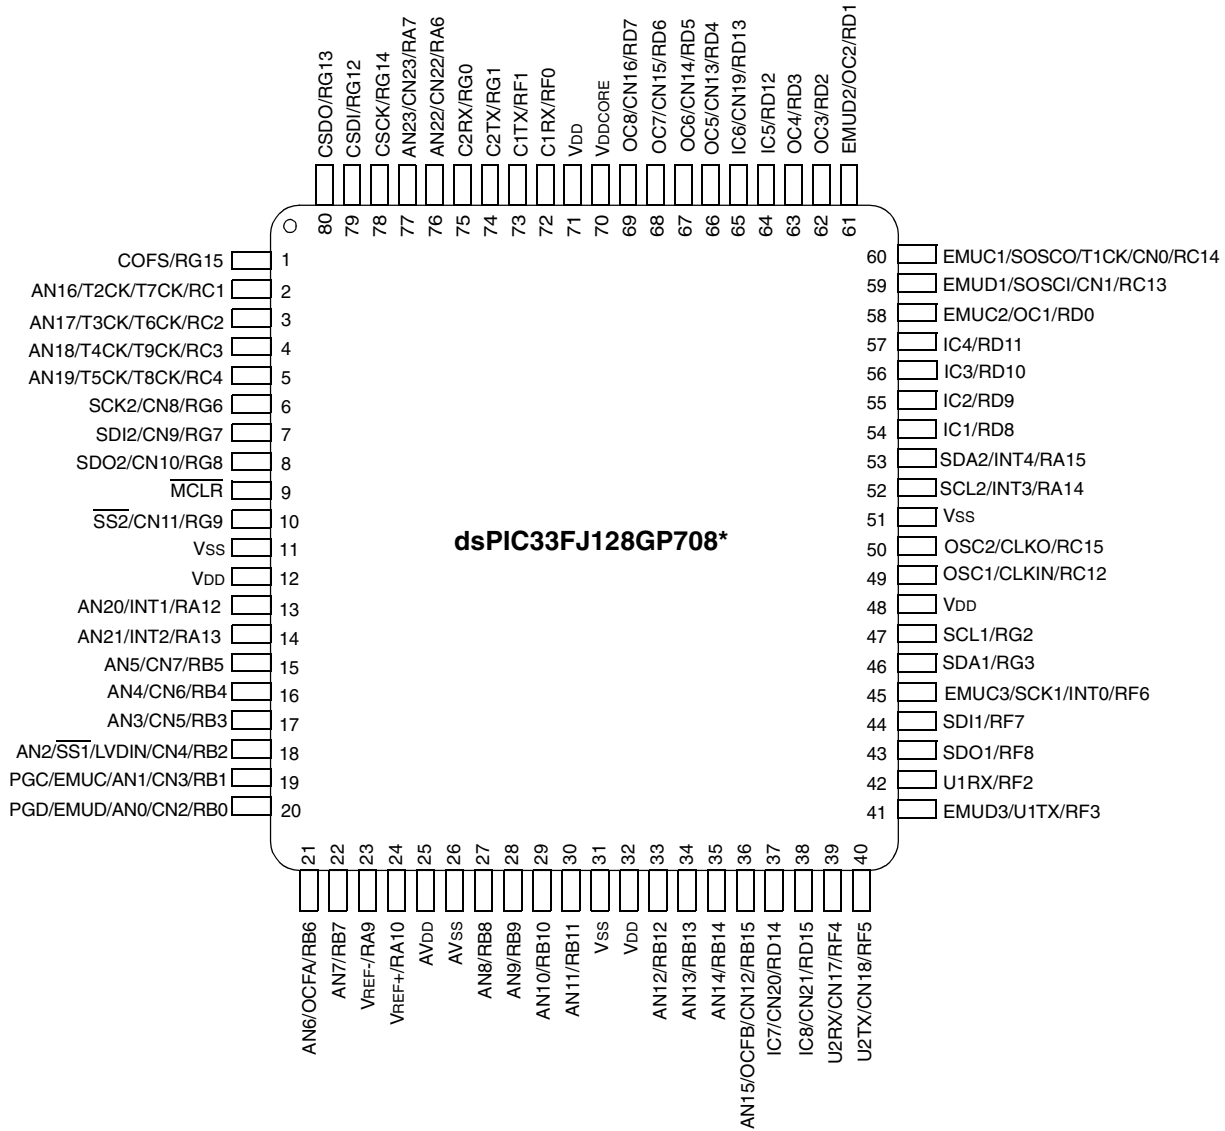 CSDO/RG13
CSDI/RG12
CSCK/RG14
AN23/CN23/RA7
AN22/CN22/RA6
C2RX/RG0
C2TX/RG1
C1TX/RF1
C1RX/RF0
VDD
VDDCORE
OC8/CN16/RD7
OC7/CN15/RD6
OC6/CN14/RD5
OC5/CN13/RD4
IC6/CN19/RD13
IC5/RD12
OC4/RD3
OC3/RD2
EMUD2/OC2/RD1
80 79 78 77 76 75 74 73 72 71 70 69 68 67 66 65 64 63 62 61
COFS/RG15 1
AN16/T2CK/T7CK/RC1 2
AN17/T3CK/T6CK/RC2 3
AN18/T4CK/T9CK/RC3 4
AN19/T5CK/T8CK/RC4 5
SCK2/CN8/RG6 6
SDI2/CN9/RG7 7
SDO2/CN10/RG8 8
MCLR 9
SS2/CN11/RG9 10
VSS 11
VDD 12
AN20/INT1/RA12 13
AN21/INT2/RA13 14
AN5/CN7/RB5 15
AN4/CN6/RB4 16
AN3/CN5/RB3 17
AN2/SS1/LVDIN/CN4/RB2 18
PGC/EMUC/AN1/CN3/RB1 19
PGD/EMUD/AN0/CN2/RB0 20
dsPIC33FJ128GP708*
60 EMUC1/SOSCO/T1CK/CN0/RC14
59 EMUD1/SOSCI/CN1/RC13
58 EMUC2/OC1/RD0
57 IC4/RD11
56 IC3/RD10
55 IC2/RD9
54 IC1/RD8
53 SDA2/INT4/RA15
52 SCL2/INT3/RA14
51 VSS
50 OSC2/CLKO/RC15
49 OSC1/CLKIN/RC12
48 VDD
47 SCL1/RG2
46 SDA1/RG3
45 EMUC3/SCK1/INT0/RF6
44 SDI1/RF7
43 SDO1/RF8
42 U1RX/RF2
41 EMUD3/U1TX/RF3
21 22 23 24 25 26 27 28 29 30 31 32 33 34 35 36 37 38 39 40
AN6/OCFA/RB6
AN7/RB7
VREF-/RA9
VREF+/RA10
AVDD
AVSS
AN8/RB8
AN9/RB9
AN10/RB10
AN11/RB11
VSS
VDD
AN12/RB12
AN13/RB13
AN14/RB14
AN15/OCFB/CN12/RB15
IC7/CN20/RD14
IC8/CN21/RD15
U2RX/CN17/RF4
U2TX/CN18/RF5